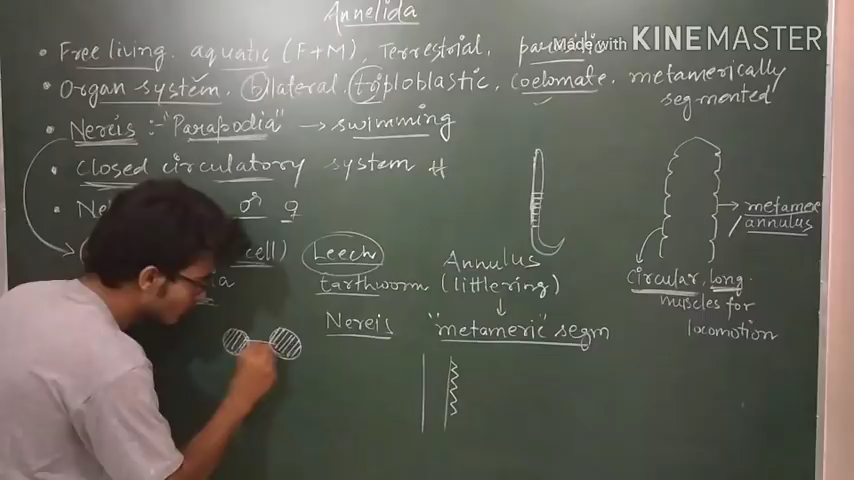 Annelida
• Free living. aquatic (F+M), Terrestrial, parasitic
Made with KINEMASTER
• Organ system, bilateral. triploblastic, coelomate. metamerically
segmented
• Nereis :- "Parapodia" → swimming
• Closed circulatory system #
metamere
annulus
• Ne ♂ ♀
cell) Leech Annulus
Earthworm (little ring)
circular, long.
muscles for
locomotion
Nereis "metameric" segm